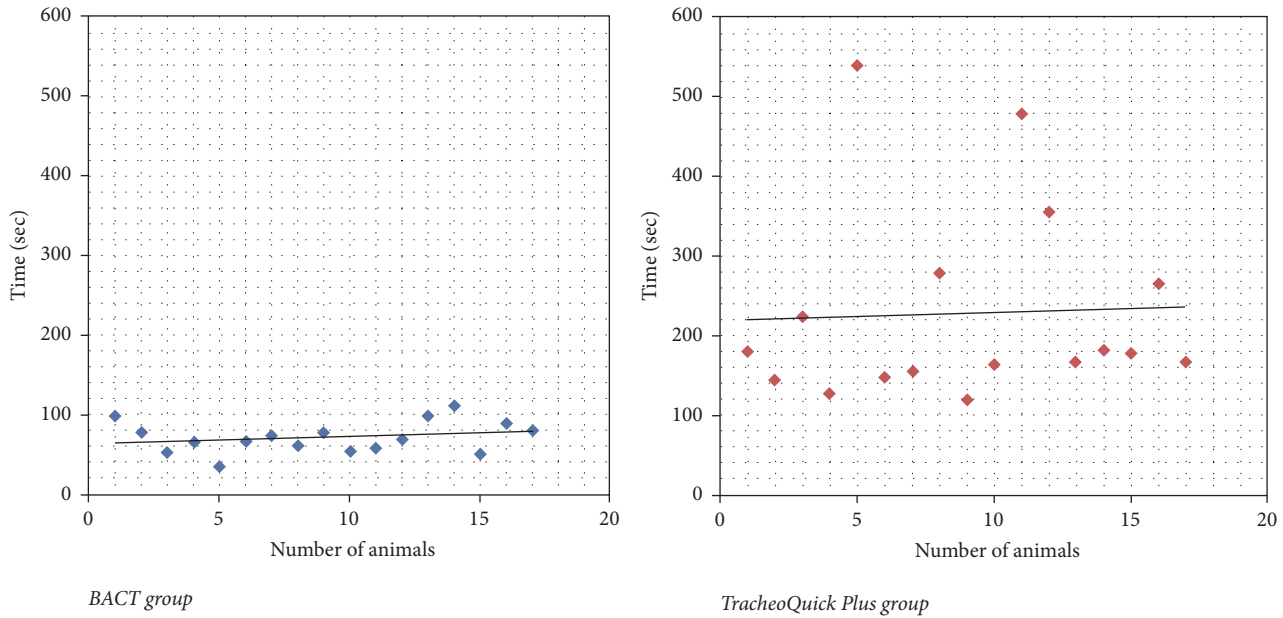 600
500
400
300
200
100
0
Time (sec)
0 5 10 15 20
Number of animals
BACT group
600
500
400
300
200
100
0
Time (sec)
0 5 10 15 20
Number of animals
TracheoQuick Plus group